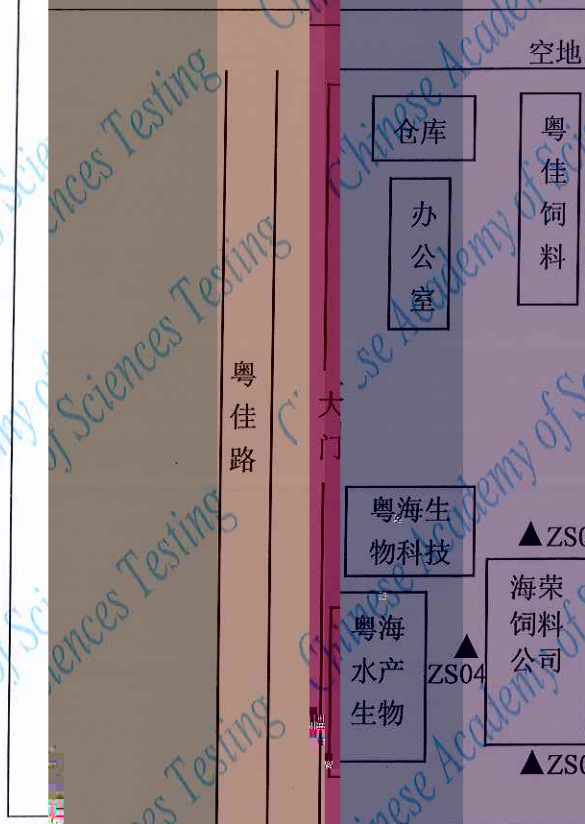 空地
仓库
粤佳饲料
办公室
粤佳路
大门
粤海生
物科技
▲ZS0
海荣
饲料
公司
粤海
水产
生物
▲
ZS04
▲ZS0
Chinese Academy of Sciences Testing